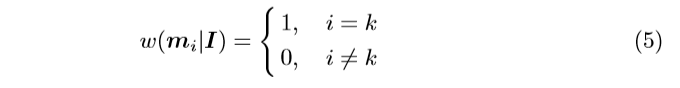 w(m_i|I) = { 1, i = k
0, i ≠ k (5)